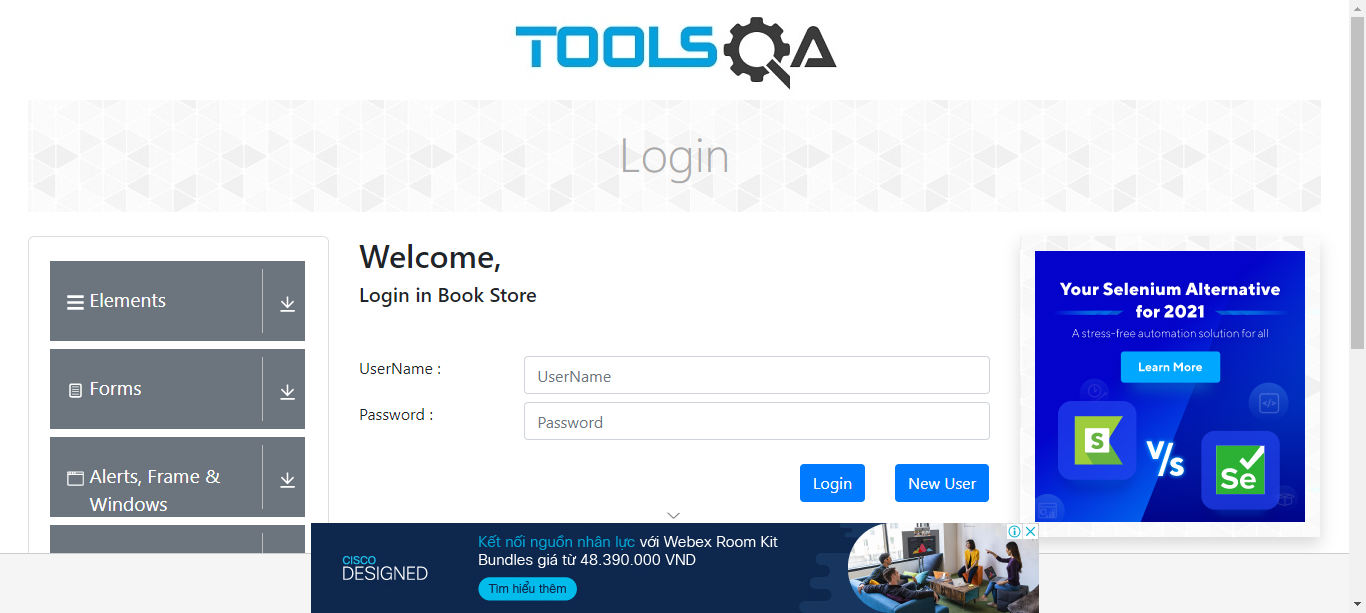 TOOLSQA
Login
Elements
Forms
Alerts, Frame &
Windows
Welcome,
Login in Book Store
UserName :
UserName
Password :
Password
Login
New User
Your Selenium Alternative
for 2021
A stress-free automation solution for all
Learn More
S
V/S
Se
CISCO
DESIGNED
Kết nối nguồn nhân lực với Webex Room Kit
Bundles giá từ 48.390.000 VND
Tìm hiểu thêm